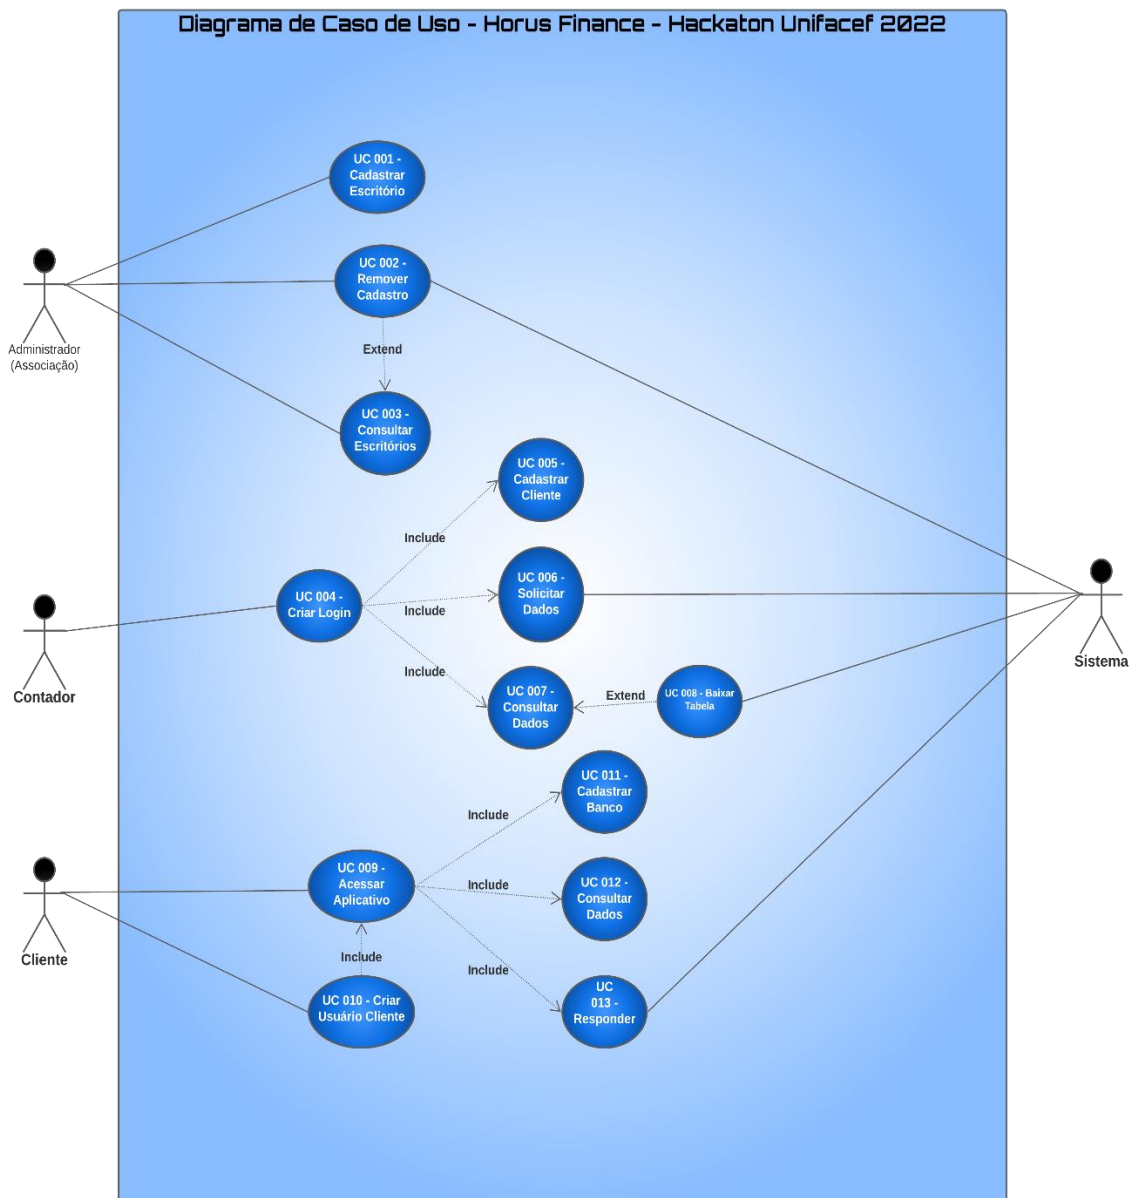 Diagrama de Caso de Uso - Horus Finance - Hackaton Unifacef 2022
UC 001 -
Cadastrar
Escritório
UC 002 -
Remover
Cadastro
Administrador
(Associação)
Extend
UC 003 -
Consultar
Escritórios
UC 005 -
Cadastrar
Cliente
Include
UC 004 -
Criar Login
Include
UC 006 -
Solicitar
Dados
Contador
Sistema
Include
UC 007 -
Consultar
Dados
Extend
UC 008 - Baixar
Tabela
UC 011 -
Cadastrar
Banco
Include
UC 009 -
Acessar
Aplicativo
Include
UC 012 -
Consultar
Dados
Cliente
Include
Include
UC 010 - Criar
Usuário Cliente
UC
013 -
Responder